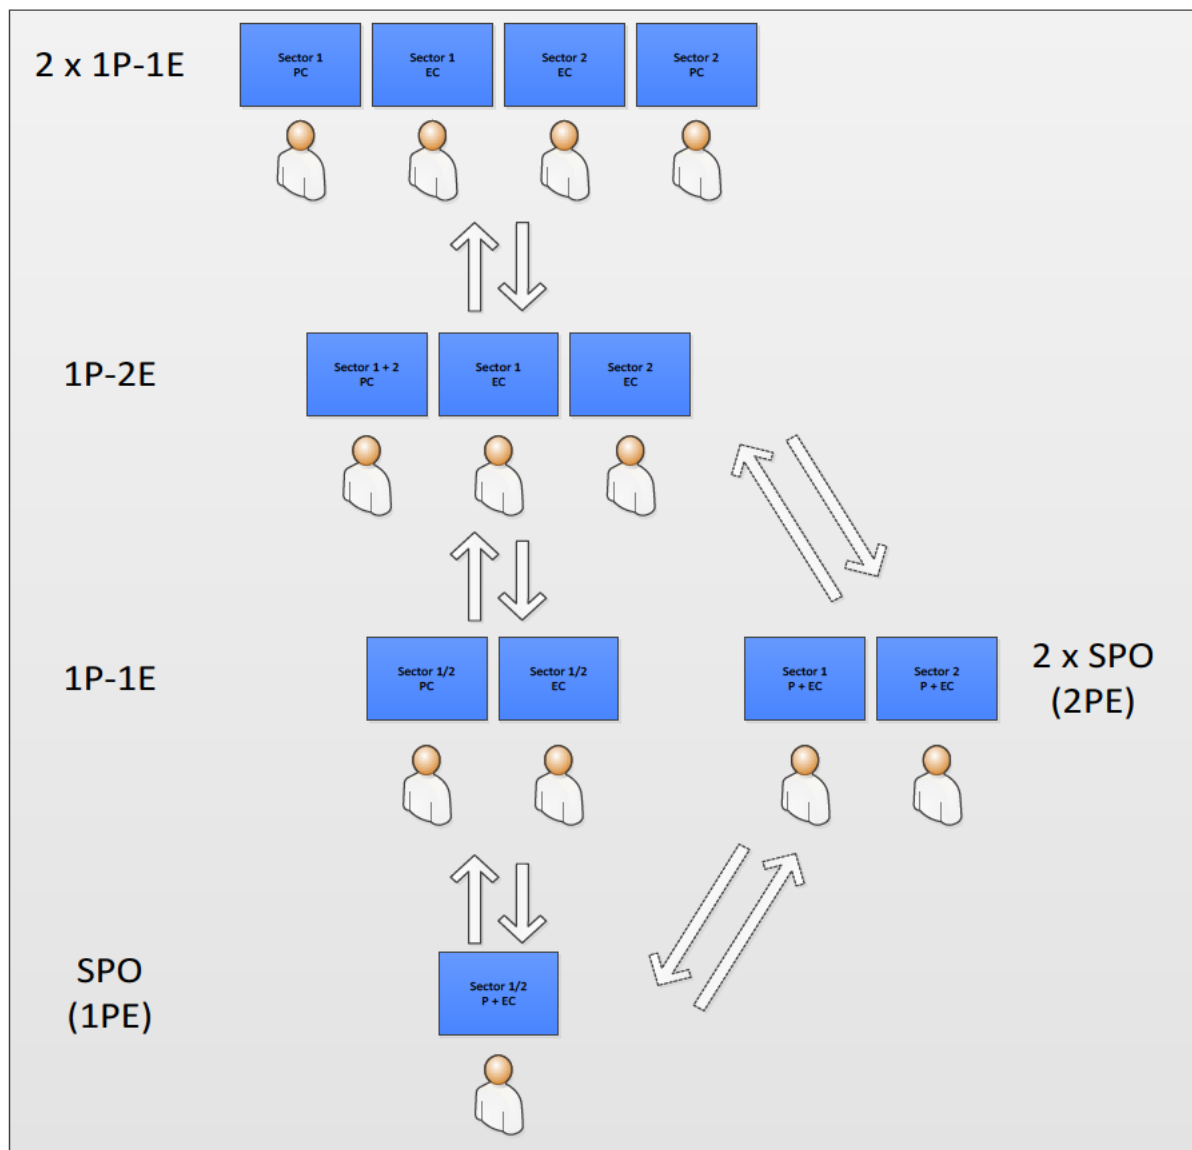 2 x 1P-1E
Sector 1
PC
Sector 1
EC
Sector 2
EC
Sector 2
PC
1P-2E
Sector 1 + 2
PC
Sector 1
EC
Sector 2
EC
1P-1E
Sector 1/2
PC
Sector 1/2
EC
Sector 1
P + EC
Sector 2
P + EC
2 x SPO
(2PE)
SPO
(1PE)
Sector 1/2
P + EC